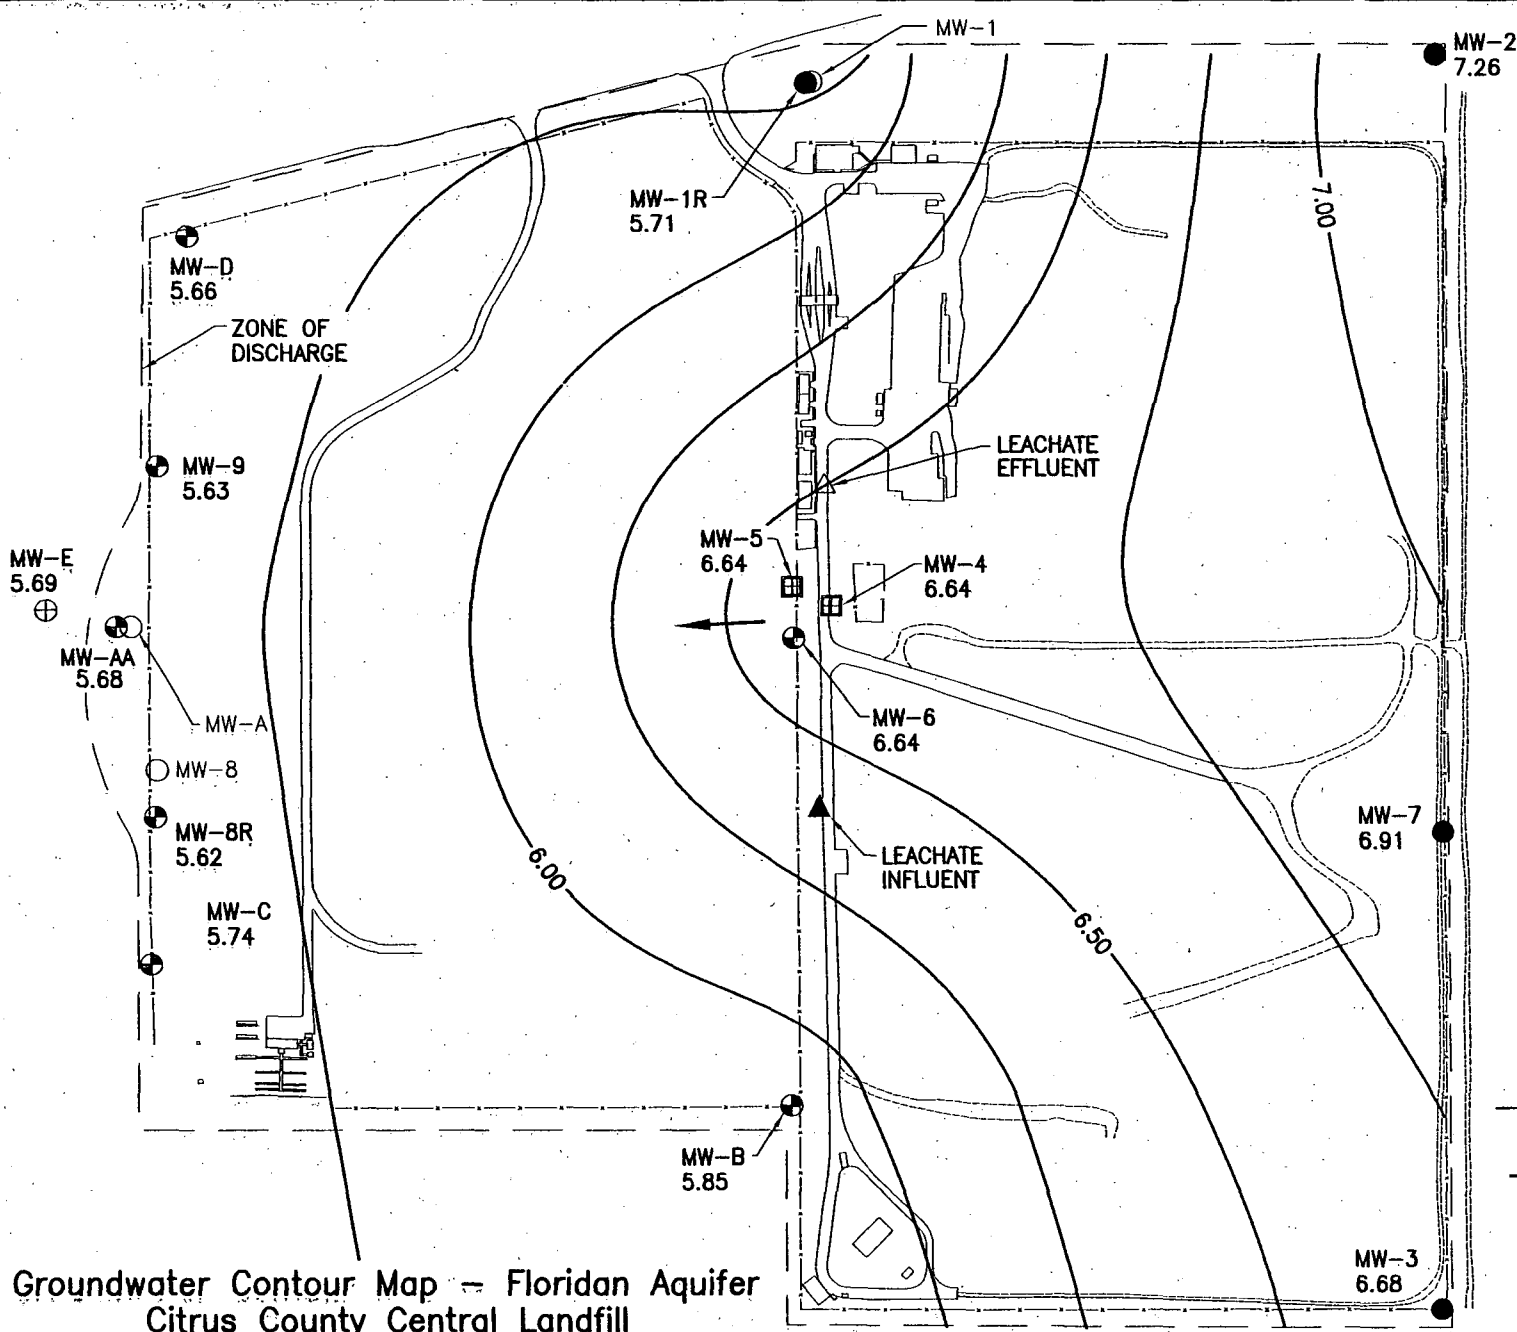 MW-1
MW-2
7.26
MW-1R
5.71
7.00
MW-D
5.66
ZONE OF
DISCHARGE
MW-9
5.63
LEACHATE
EFFLUENT
MW-E
5.69
MW-5
6.64
MW-4
6.64
MW-AA
5.68
MW-A
MW-6
6.64
MW-8
MW-8R
5.62
MW-7
6.91
6.00
LEACHATE
INFLUENT
MW-C
5.74
6.50
MW-B
5.85
MW-3
6.68
Groundwater Contour Map – Floridan Aquifer
Citrus County Central Landfill